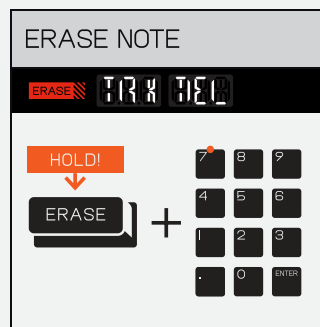 ERASE NOTE
ERASE TRK DEL
HOLD!
ERASE +
7 8 9
4 5 6
1 2 3
. 0 ENTER